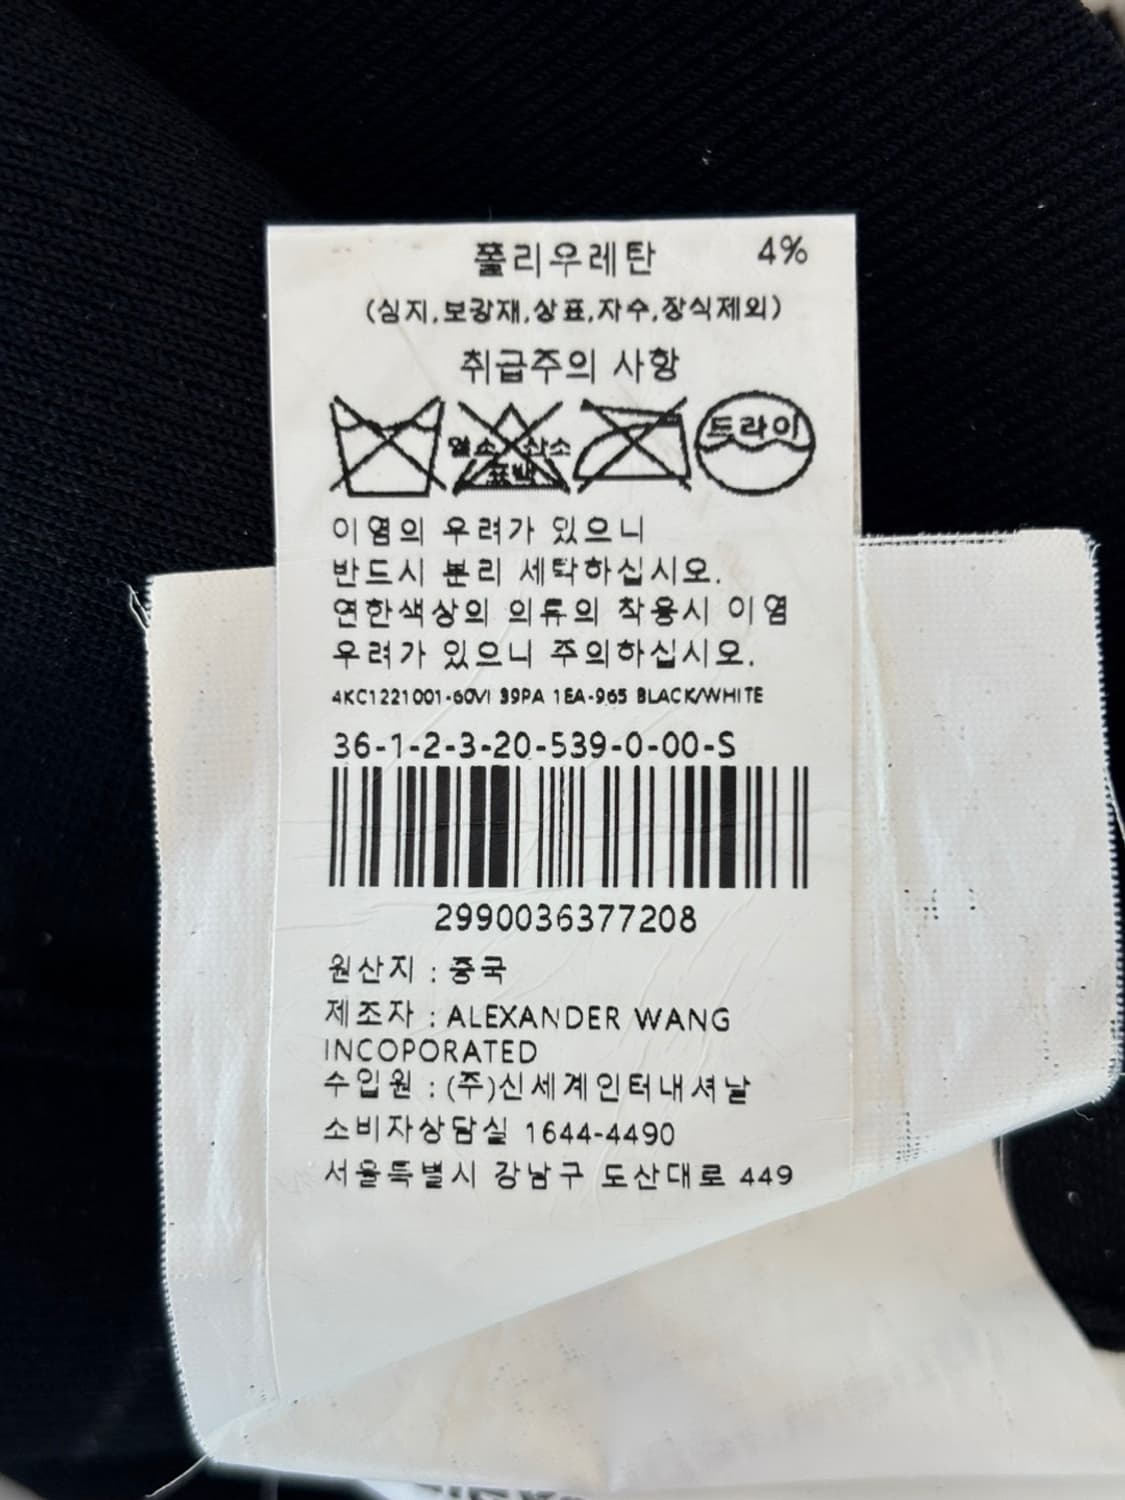 폴리우레탄 4%
(심지,보강재,상표,자수,장식제외)
취급주의 사항
염소 산소 드라이
표백
이염의 우려가 있으니
반드시 분리 세탁하십시오.
연한색상의 의류의 착용시 이염
우려가 있으니 주의하십시오.
4KC1221001-60VI 39PA 1EA-965 BLACK/WHITE
36-1-2-3-20-539-0-00-S
2990036377208
원산지 : 중국
제조자 : ALEXANDER WANG
INCOPORATED
수입원 : (주)신세계인터내셔날
소비자상담실 1644-4490
서울특별시 강남구 도산대로 449